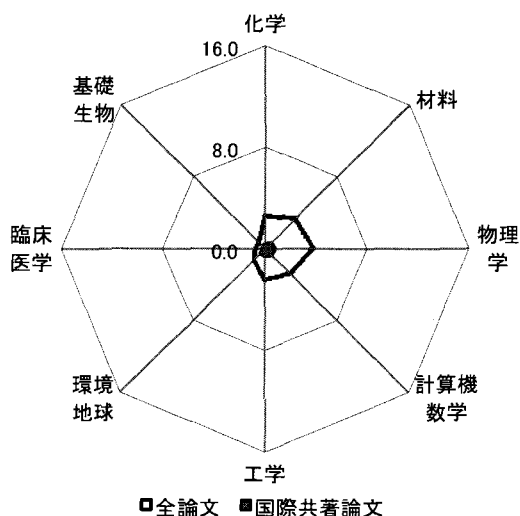 化学
16.0
基礎
生物
材料
8.0
臨床
医学
0.0
物理
学
環境
地球
計算機
数学
工学
全論文 国際共著論文